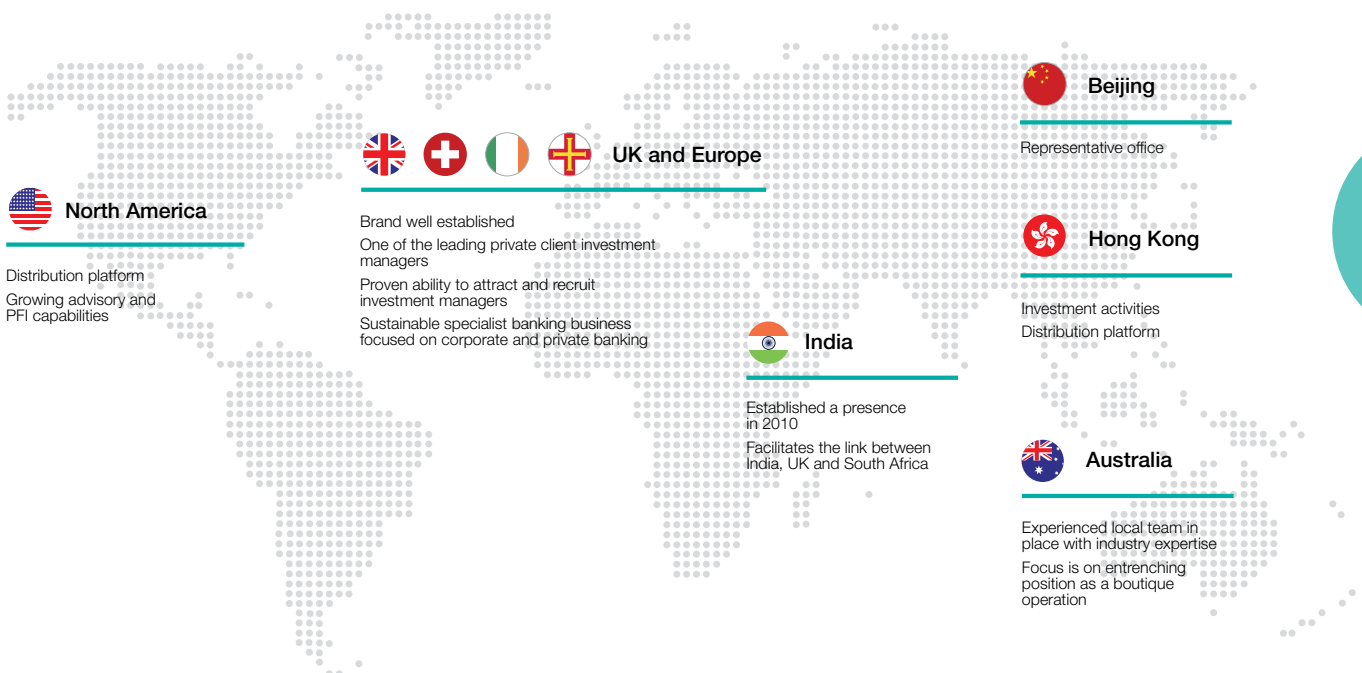 North America
Distribution platform
Growing advisory and
PFI capabilities
UK and Europe
Brand well established
One of the leading private client investment
managers
Proven ability to attract and recruit
investment managers
Sustainable specialist banking business
focused on corporate and private banking
India
Established a presence
in 2010
Facilitates the link between
India, UK and South Africa
Beijing
Representative office
Hong Kong
Investment activities
Distribution platform
Australia
Experienced local team in
place with industry expertise
Focus is on entrenching
position as a boutique
operation